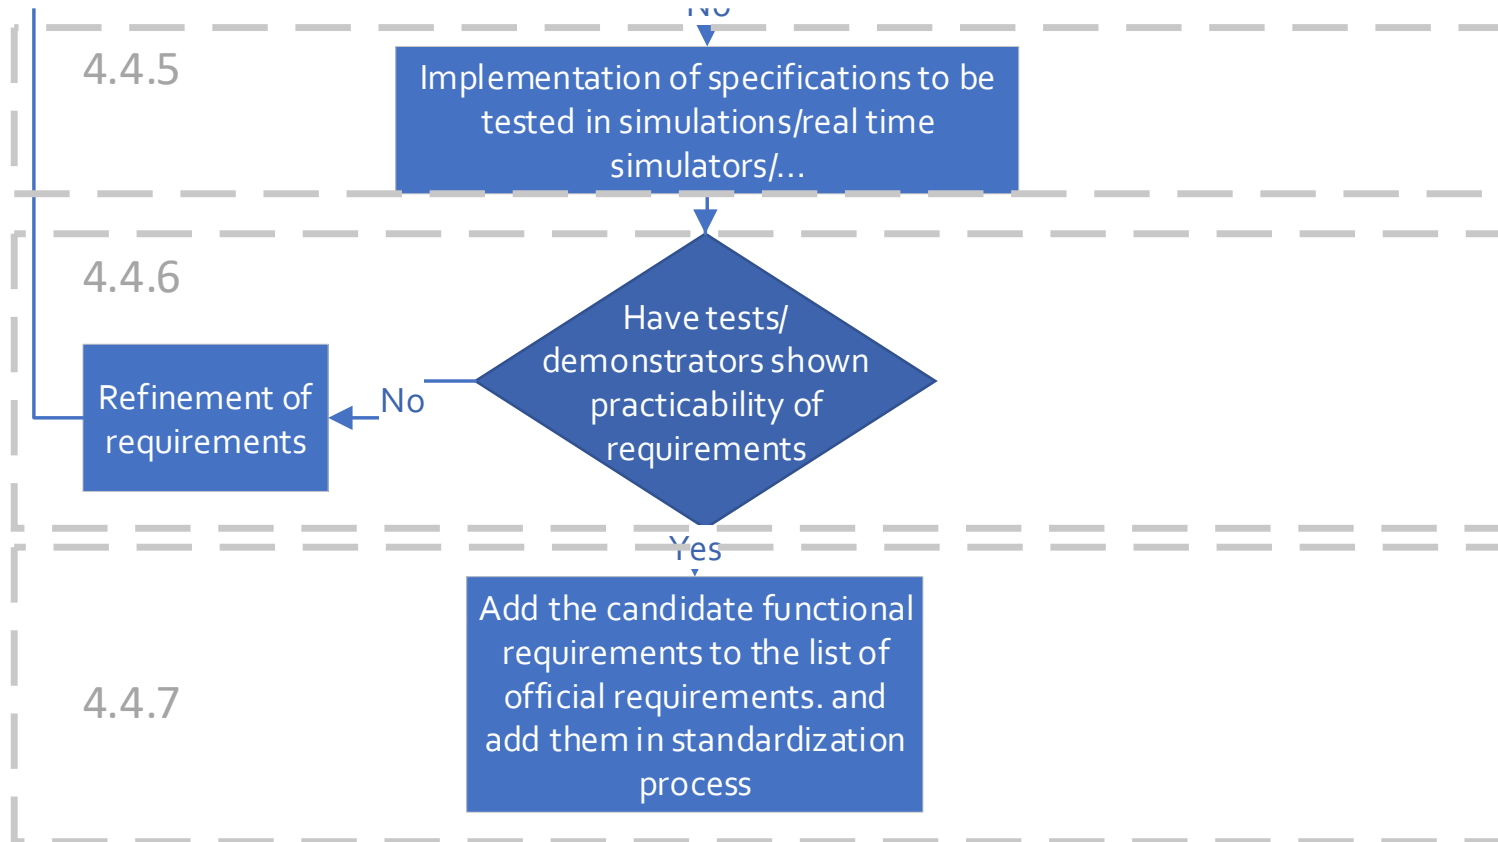 No
4.4.5
Implementation of specifications to be
tested in simulations/real time
simulators/...
4.4.6
Have tests/
demonstrators shown
practicability of
requirements
No
Refinement of
requirements
Yes
4.4.7
Add the candidate functional
requirements to the list of
official requirements. and
add them in standardization
process